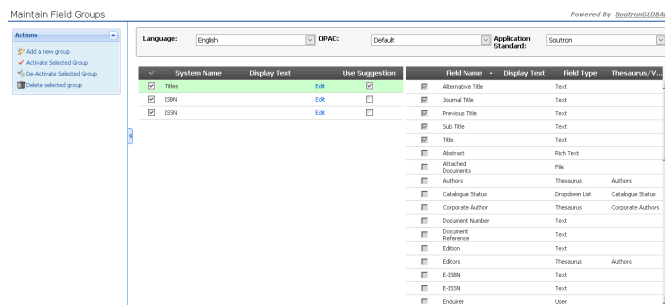 Maintain Field Groups
Powered By SoutronGLOBAL
Actions
Add a new group
Activate Selected Group
De-Activate Selected Group
Delete selected group
Language: English OPAC: Default Application Standard: Soutron
System Name Display Text Use Suggestion
Titles Edit
ISBN Edit
ISSN Edit
Field Name Display Text Field Type Thesaurus/V...
Alternative Title Text
Journal Title Text
Previous Title Text
Sub Title Text
Title Text
Abstract Rich Text
Attached Documents File
Authors Thesaurus Authors
Catalogue Status Dropdown List Catalogue Status
Corporate Author Thesaurus Corporate Authors
Document Number Text
Document Reference Text
Edition Text
Editors Thesaurus Authors
E-ISBN Text
E-ISSN Text
Enquirer User